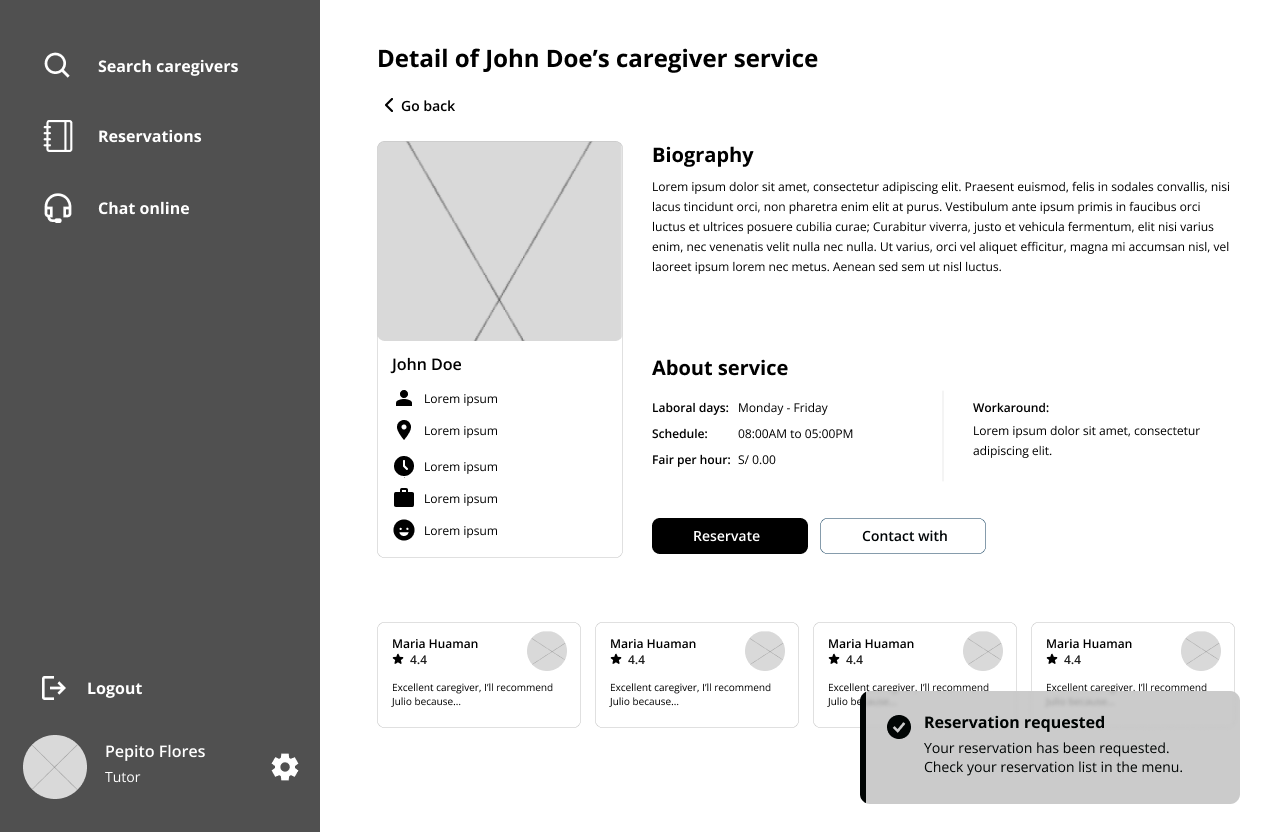 Search caregivers
Reservations
Chat online
Logout
Pepito Flores
Tutor
Detail of John Doe’s caregiver service
Go back
John Doe
Lorem ipsum
Lorem ipsum
Lorem ipsum
Lorem ipsum
Lorem ipsum
Biography
Lorem ipsum dolor sit amet, consectetur adipiscing elit. Praesent euismod, felis in sodales convallis, nisi
lacus tincidunt orci, non pharetra enim elit at purus. Vestibulum ante ipsum primis in faucibus orci
luctus et ultrices posuere cubilia curae; Curabitur viverra, justo et vehicula fermentum, elit nisi varius
enim, nec venenatis velit nulla nec nulla. Ut varius, orci vel aliquet efficitur, magna mi accumsan nisl, vel
laoreet ipsum lorem nec metus. Aenean sed sem ut nisl luctus.
About service
Laboral days: Monday - Friday
Schedule: 08:00AM to 05:00PM
Fair per hour: S/ 0.00
Workaround:
Lorem ipsum dolor sit amet, consectetur
adipiscing elit.
Reservate
Contact with
Maria Huaman
4.4
Excellent caregiver, I’ll recommend
Julio because...
Maria Huaman
4.4
Excellent caregiver, I’ll recommend
Julio because...
Maria Huaman
4.4
Excellent caregiver, I’ll recommend
Julio
Maria Huaman
4.4
Excellent caregiver, I’ll recommend
Reservation requested
Your reservation has been requested.
Check your reservation list in the menu.